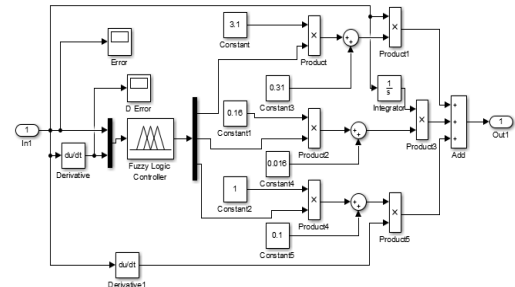 3.1
Constant
×
Product
+
+
×
Product1
Error
0.31
Constant3
1
s
Integrator
D Error
0.16
Constant1
×
Product2
+
+
×
Product3
+
+
+
Add
1
Out1
1
In1
du/dt
Derivative
Fuzzy Logic
Controller
0.016
Constant4
1
Constant2
×
Product4
+
+
×
Product5
0.1
Constant5
du/dt
Derivative1